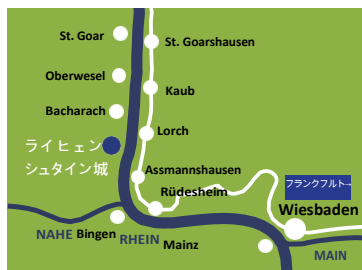 St. Goar
St. Goarshausen
Oberwesel
Kaub
Bacharach
Lorch
ライヒェン
シュタイン城
Assmannshausen
フランクフルト→
Rüdesheim
Wiesbaden
NAHE
Bingen
RHEIN
Mainz
MAIN